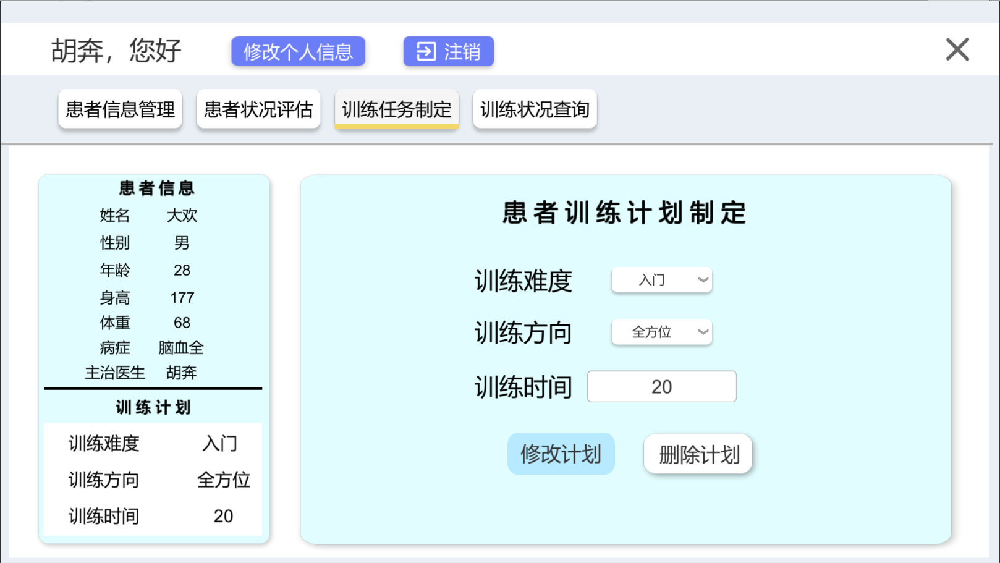 胡奔，您好 修改个人信息 注销
患者信息管理 患者状况评估 训练任务制定 训练状况查询
患者信息
姓名 大欢
性别 男
年龄 28
身高 177
体重 68
病症 脑血全
主治医生 胡奔
训练计划
训练难度 入门
训练方向 全方位
训练时间 20
患者训练计划制定
训练难度 入门
训练方向 全方位
训练时间 20
修改计划 删除计划